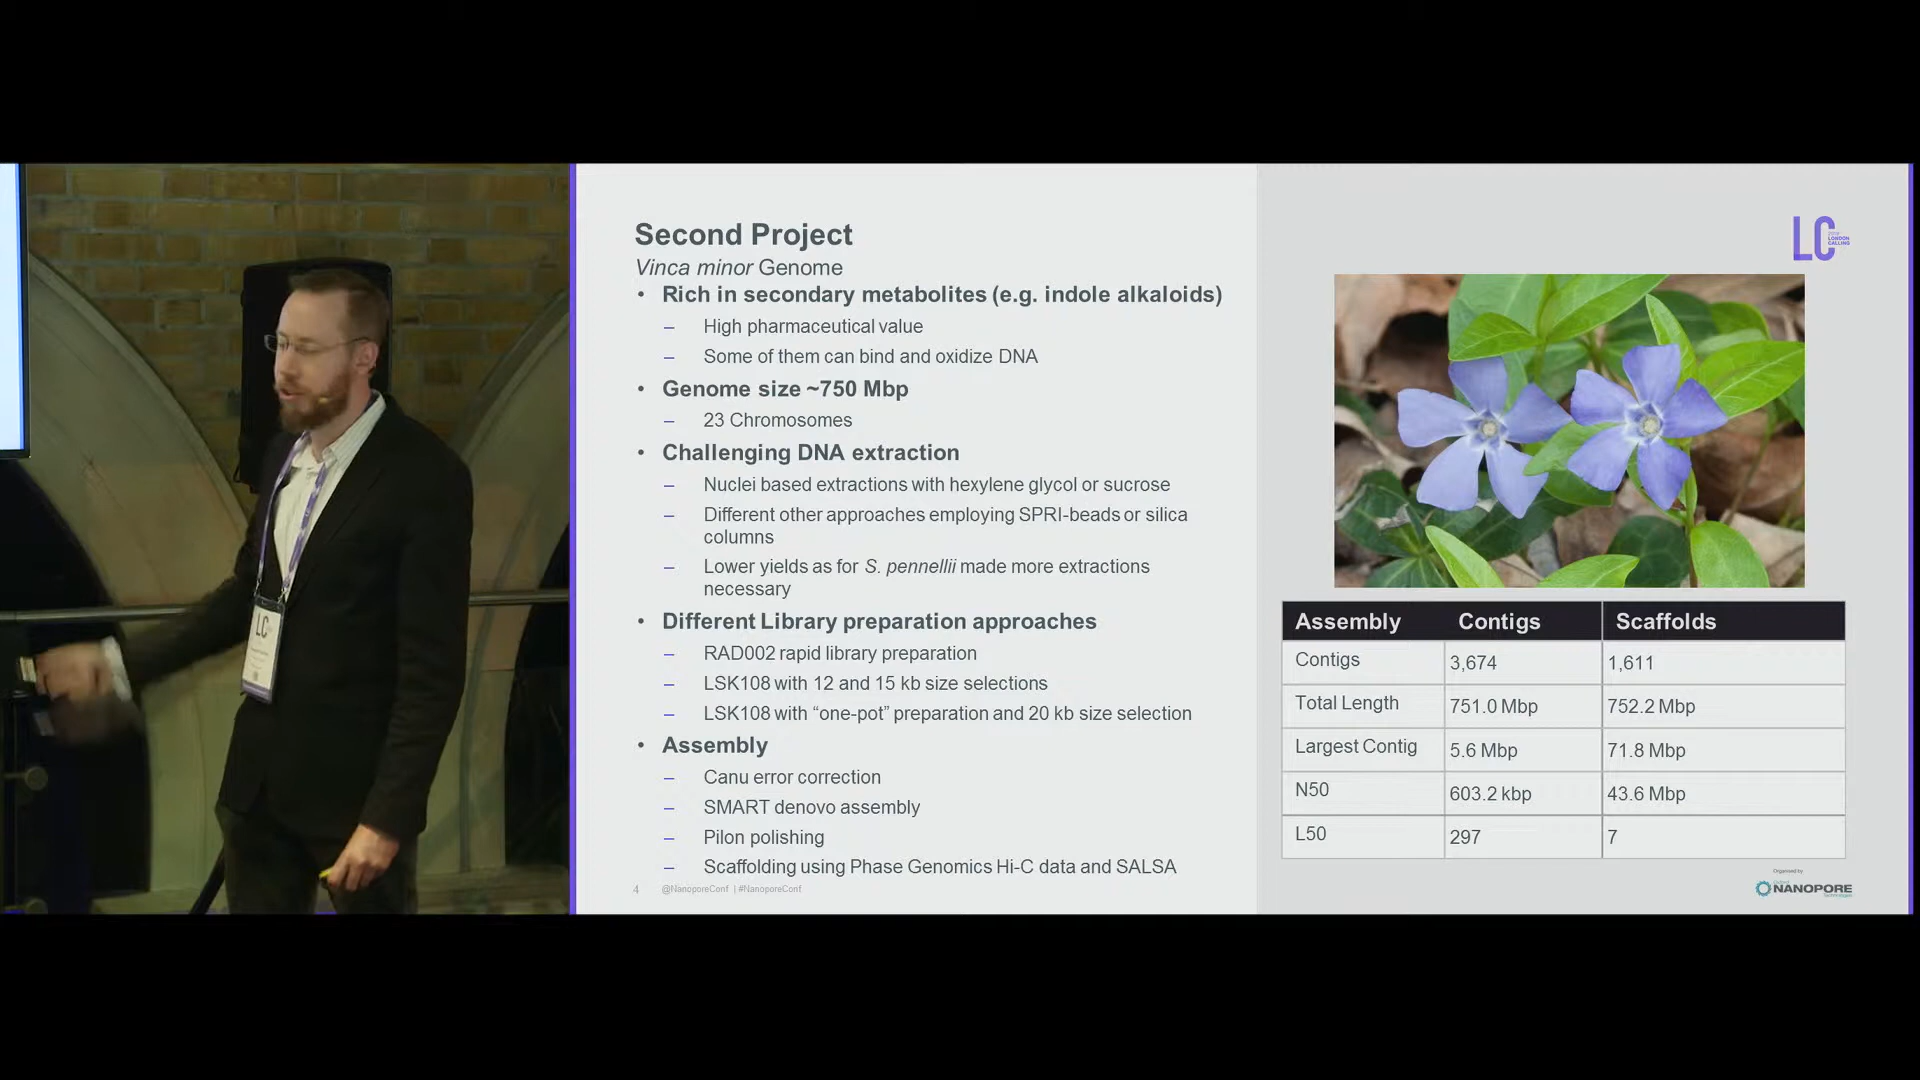 Second Project
Vinca minor Genome
• Rich in secondary metabolites (e.g. indole alkaloids)
– High pharmaceutical value
– Some of them can bind and oxidize DNA
• Genome size ~750 Mbp
– 23 Chromosomes
• Challenging DNA extraction
– Nuclei based extractions with hexylene glycol or sucrose
– Different other approaches employing SPRI-beads or silica
columns
– Lower yields as for S. pennellii made more extractions
necessary
• Different Library preparation approaches
– RAD002 rapid library preparation
– LSK108 with 12 and 15 kb size selections
– LSK108 with “one-pot” preparation and 20 kb size selection
• Assembly
– Canu error correction
– SMART denovo assembly
– Pilon polishing
– Scaffolding using Phase Genomics Hi-C data and SALSA
4 @NanoporeConf | #NanoporeConf
LC
LONDON
CALLING
Assembly Contigs Scaffolds
Contigs 3,674 1,611
Total Length 751.0 Mbp 752.2 Mbp
Largest Contig 5.6 Mbp 71.8 Mbp
N50 603.2 kbp 43.6 Mbp
L50 297 7
Organised by
NANOPORE
LC